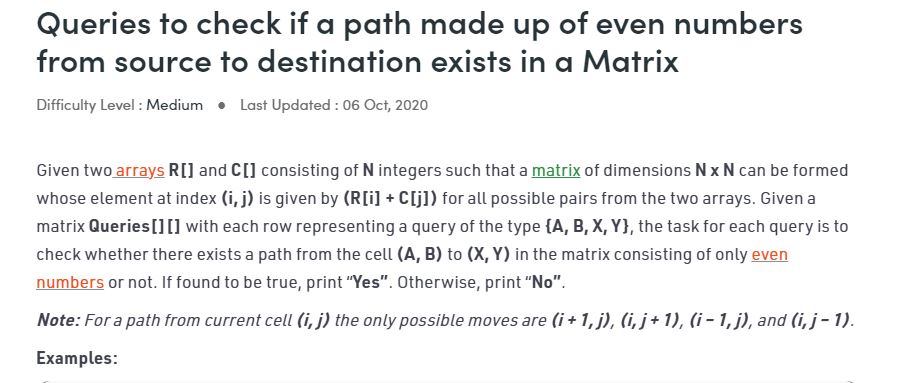 Queries to check if a path made up of even numbers
from source to destination exists in a Matrix
Difficulty Level : Medium ● Last Updated : 06 Oct, 2020
Given two arrays R[] and C[] consisting of N integers such that a matrix of dimensions N x N can be formed
whose element at index (i, j) is given by (R[i] + C[j]) for all possible pairs from the two arrays. Given a
matrix Queries[][] with each row representing a query of the type {A, B, X, Y}, the task for each query is to
check whether there exists a path from the cell (A, B) to (X, Y) in the matrix consisting of only even
numbers or not. If found to be true, print “Yes”. Otherwise, print “No”.
Note: For a path from current cell (i, j) the only possible moves are (i + 1, j), (i, j + 1), (i – 1, j), and (i, j – 1).
Examples: